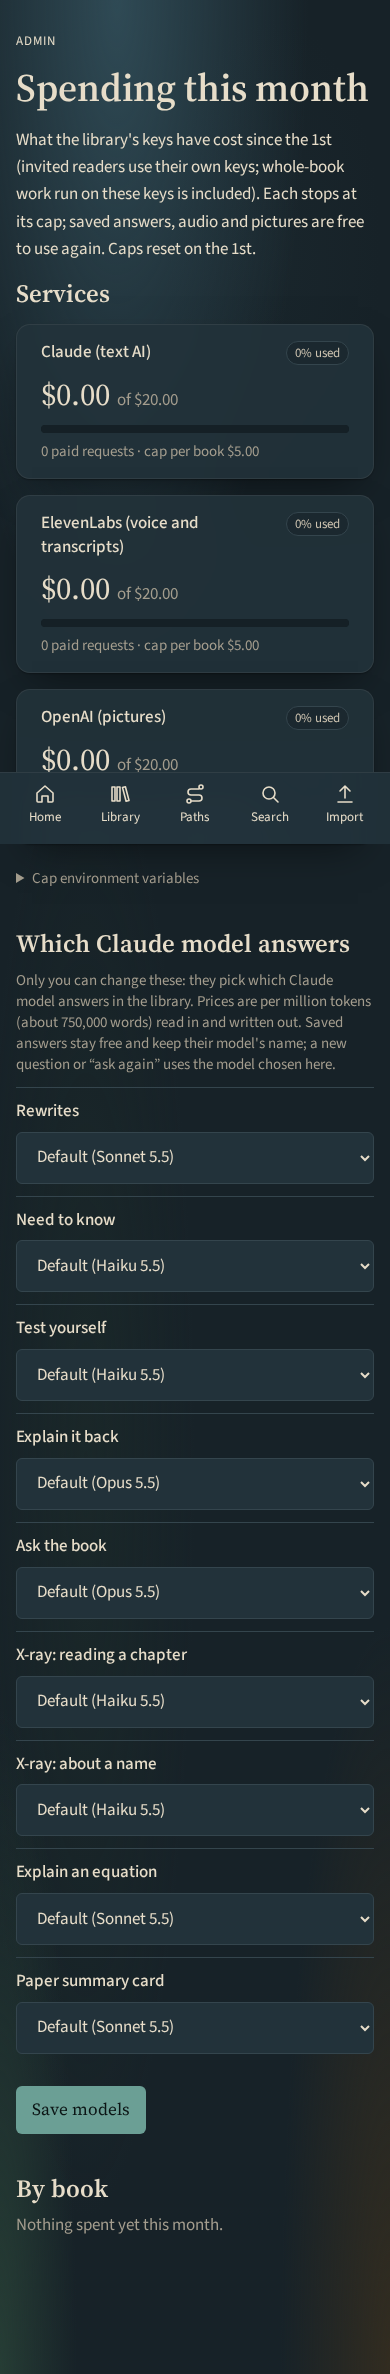 ADMIN
Spending this month
What the library's keys have cost since the 1st
(invited readers use their own keys; whole-book
work run on these keys is included). Each stops at
its cap; saved answers, audio and pictures are free
to use again. Caps reset on the 1st.
Services
Claude (text AI)
0% used
$0.00 of $20.00
0 paid requests · cap per book $5.00
ElevenLabs (voice and
transcripts)
0% used
$0.00 of $20.00
0 paid requests · cap per book $5.00
OpenAI (pictures)
0% used
$0.00 of $20.00
Home
Library
Paths
Search
Import
Cap environment variables
Which Claude model answers
Only you can change these: they pick which Claude
model answers in the library. Prices are per million tokens
(about 750,000 words) read in and written out. Saved
answers stay free and keep their model's name; a new
question or “ask again” uses the model chosen here.
Rewrites
Default (Sonnet 5.5)
Need to know
Default (Haiku 5.5)
Test yourself
Default (Haiku 5.5)
Explain it back
Default (Opus 5.5)
Ask the book
Default (Opus 5.5)
X-ray: reading a chapter
Default (Haiku 5.5)
X-ray: about a name
Default (Haiku 5.5)
Explain an equation
Default (Sonnet 5.5)
Paper summary card
Default (Sonnet 5.5)
Save models
By book
Nothing spent yet this month.